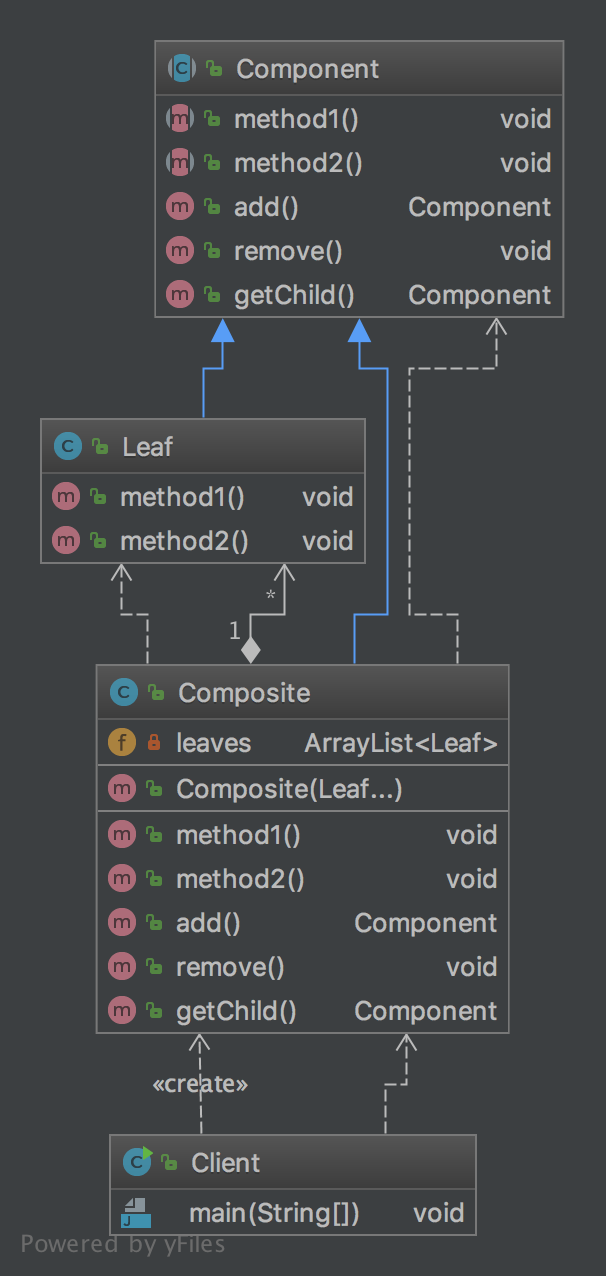 Component
method1() void
method2() void
add() Component
remove() void
getChild() Component
Leaf
method1() void
method2() void
*
1
Composite
leaves ArrayList<Leaf>
Composite(Leaf...)
method1() void
method2() void
add() Component
remove() void
getChild() Component
«create»
Client
main(String[]) void
Powered by yFiles